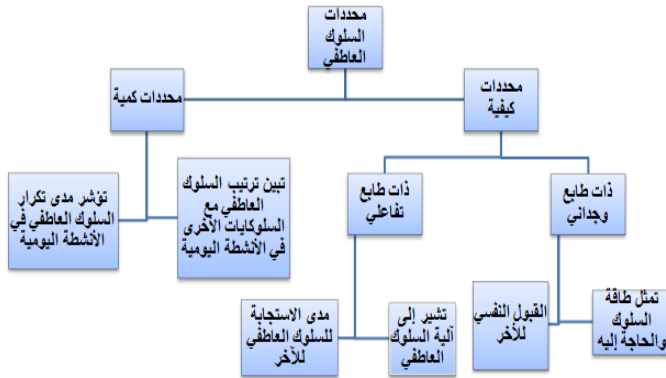 محددات
السلوك
العاطفي
محددات
كيفية
محددات كمية
ذات طابع
وجداني
ذات طابع
تفاعلي
تبين ترتيب السلوك
العاطفي مع
السلوكيات الأخرى
في الأنشطة اليومية
تؤشر مدى تكرار
السلوك العاطفي في
الأنشطة اليومية
تمثل طاقة
السلوك
والحاجة إليه
القبول النفسي
للأخر
تشير إلى
آلية السلوك
العاطفي
مدى الاستجابة
للسلوك العاطفي
للأخر